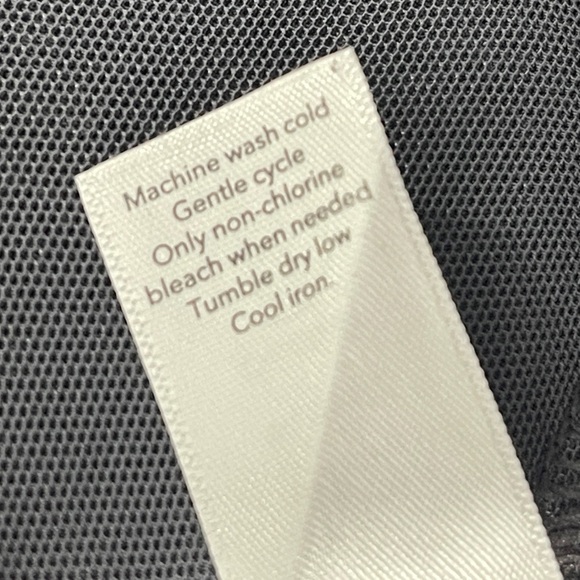 Machine wash cold
Gentle cycle
Only non-chlorine
bleach when needed
Tumble dry low
Cool iron